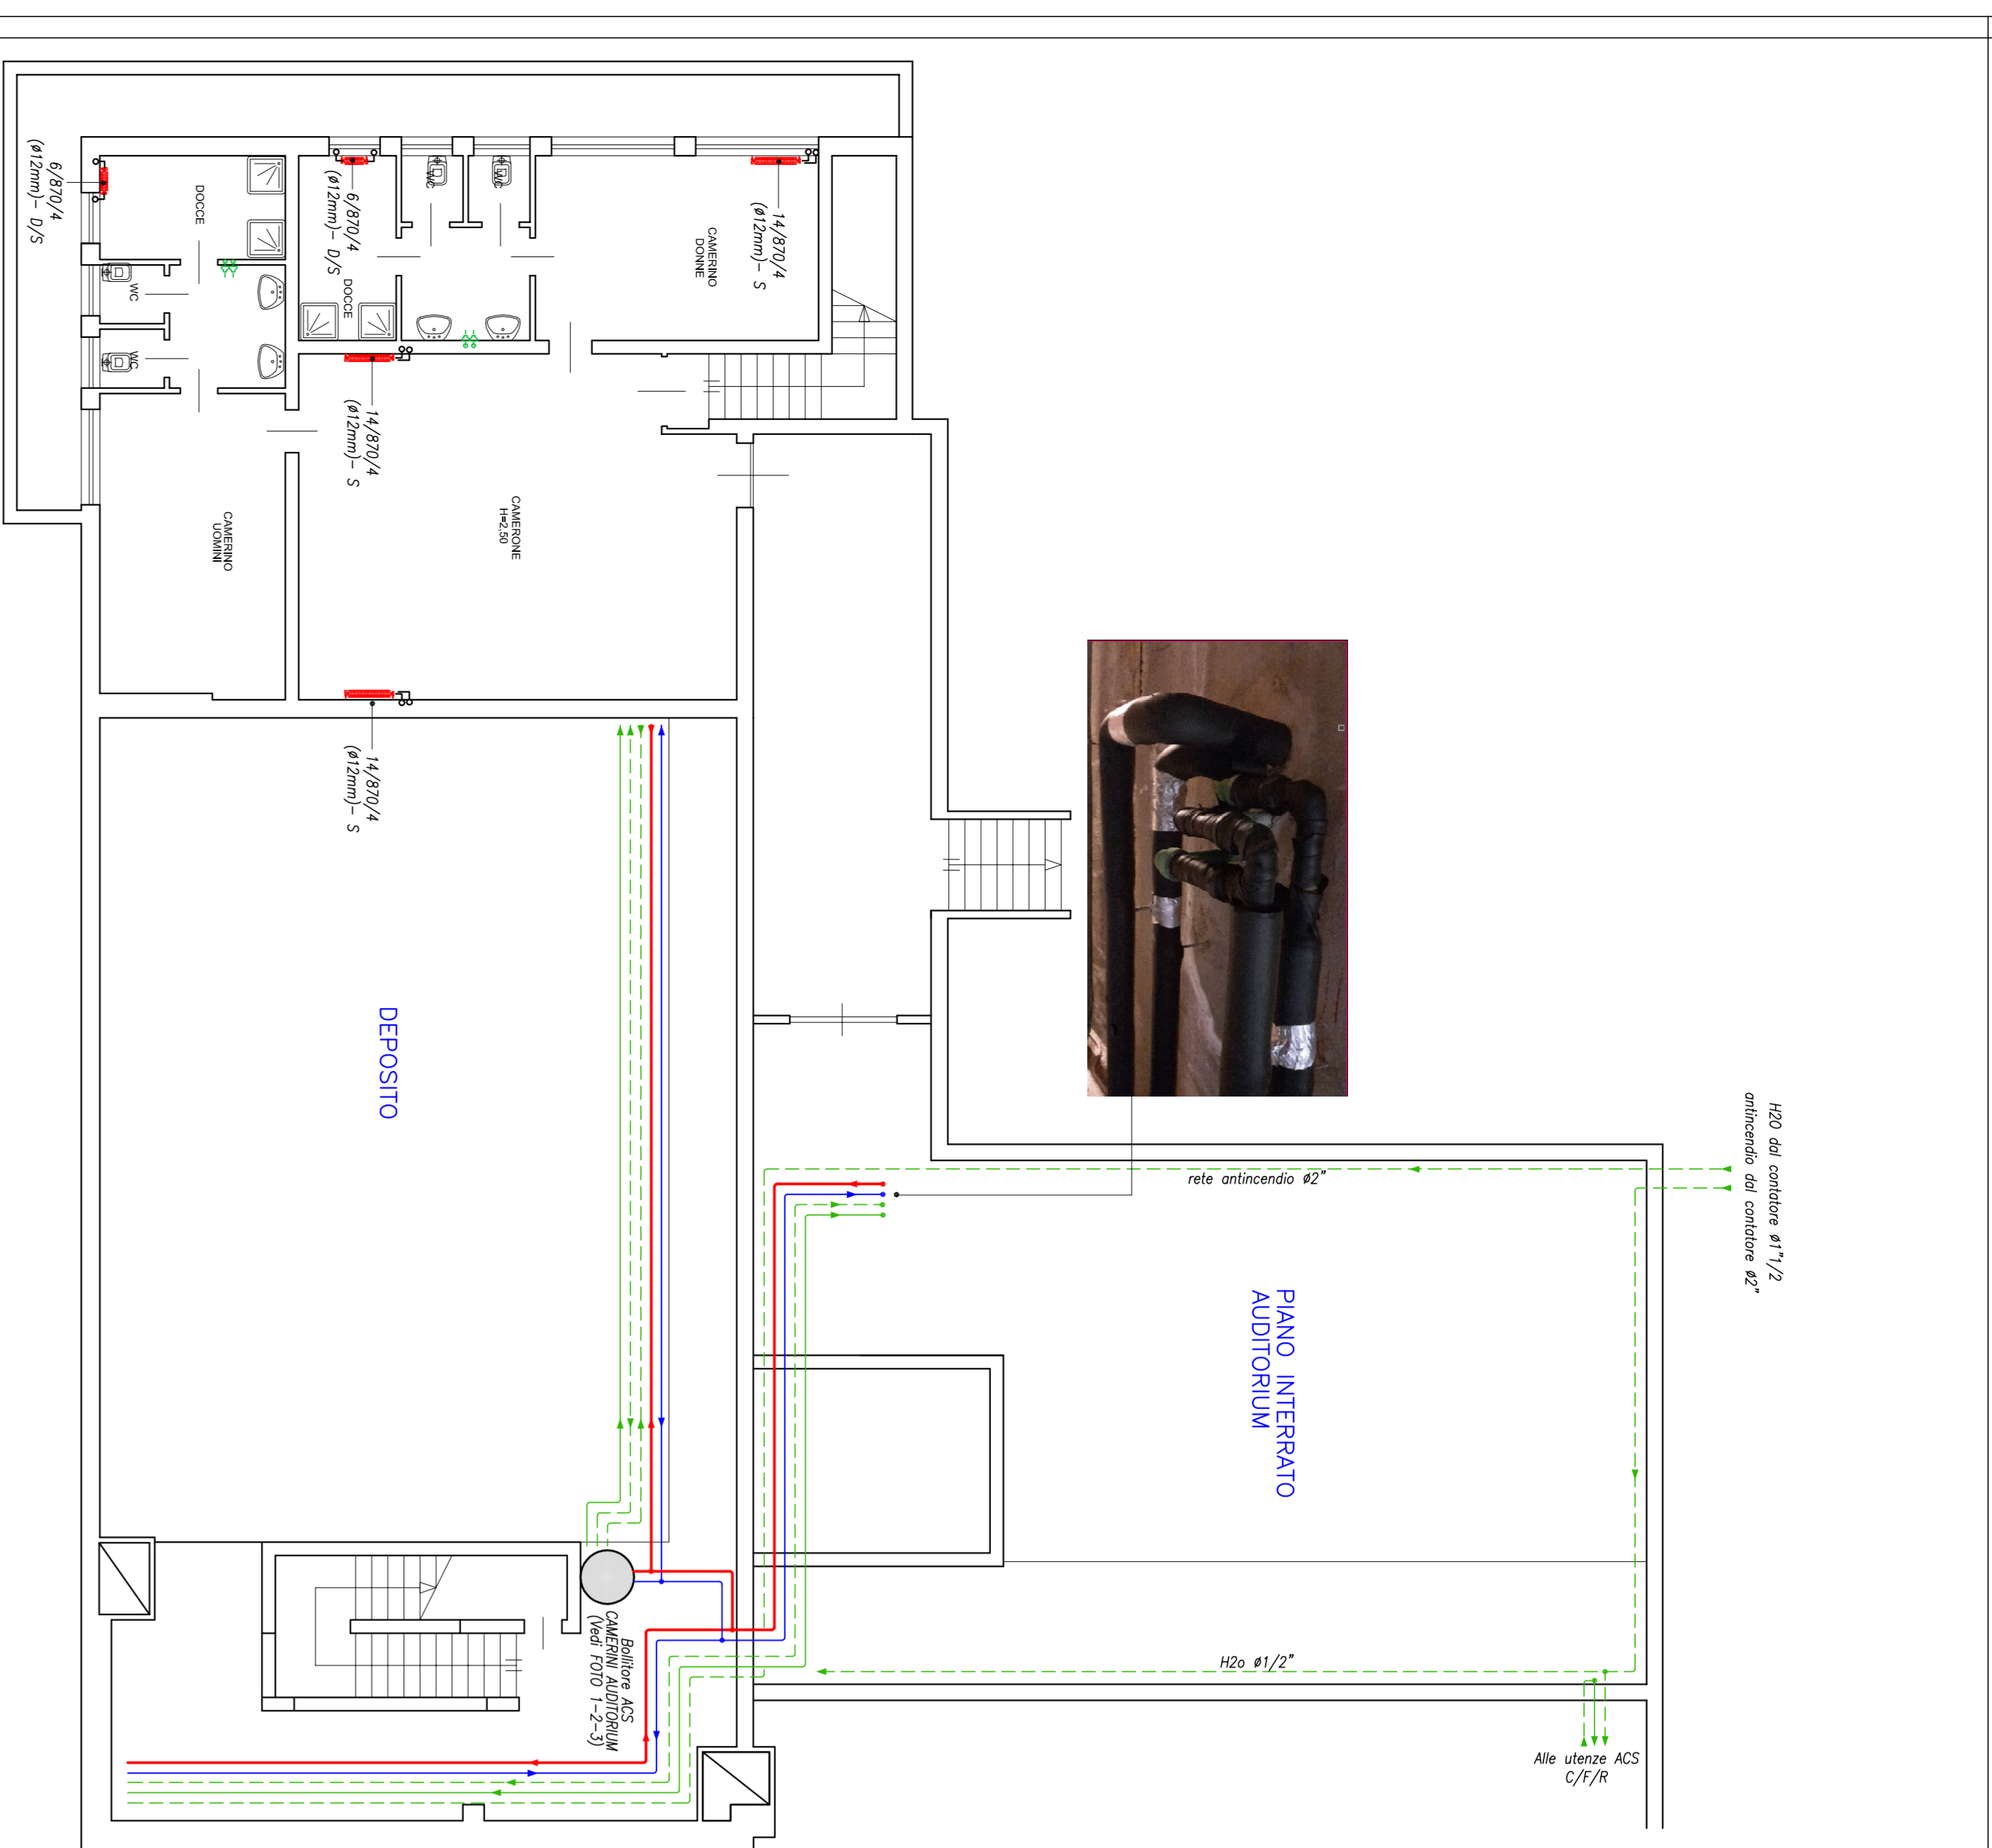 6/870/4
(ø12mm)– D/S
DOCCE
WC
WC
6/870/4
(ø12mm)– D/S
DOCCE
WC
WC
CAMERINO
DONNE
14/870/4
(ø12mm)– S
14/870/4
(ø12mm)– S
CAMERONE
H=2,50
CAMERINO
UOMINI
14/870/4
(ø12mm)– S
DEPOSITO
H2O dal contatore ø1"1/2
antincendio dal contatore ø2"
rete antincendio ø2"
PIANO INTERRATO
AUDITORIUM
Bollitore ACS
CAMERINI AUDITORIUM
(Vedi FOTO 1-2-3)
H2o ø1/2"
Alle utenze ACS
C/F/R